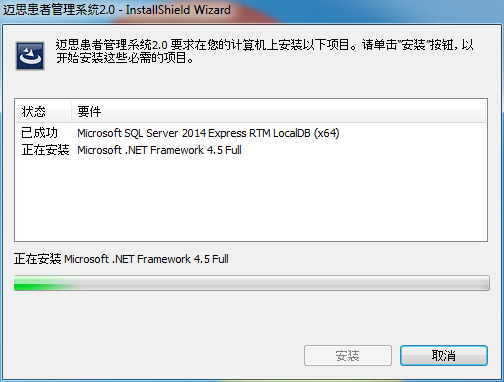 迈思患者管理系统2.0 - InstallShield Wizard
迈思患者管理系统2.0 要求在您的计算机上安装以下项目。请单击“安装”按钮, 以
开始安装这些必需的项目。
状态 要件
已成功 Microsoft SQL Server 2014 Express RTM LocalDB (x64)
正在安装 Microsoft .NET Framework 4.5 Full
正在安装 Microsoft .NET Framework 4.5 Full
安装 取消